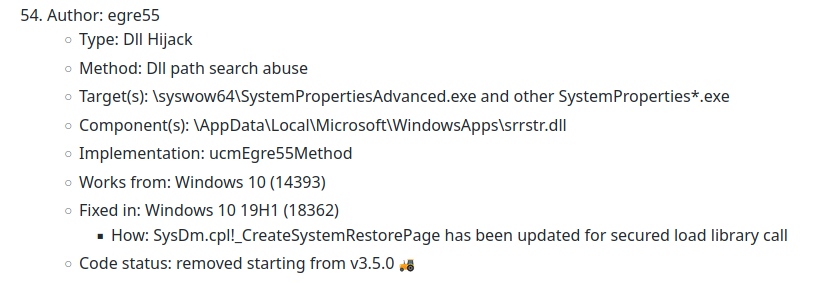 54. Author: egre55
○ Type: Dll Hijack
○ Method: Dll path search abuse
○ Target(s): \syswow64\SystemPropertiesAdvanced.exe and other SystemProperties*.exe
○ Component(s): \AppData\Local\Microsoft\WindowsApps\srrstr.dll
○ Implementation: ucmEgre55Method
○ Works from: Windows 10 (14393)
○ Fixed in: Windows 10 19H1 (18362)
▪ How: SysDm.cpl!_CreateSystemRestorePage has been updated for secured load library call
○ Code status: removed starting from v3.5.0 🚜